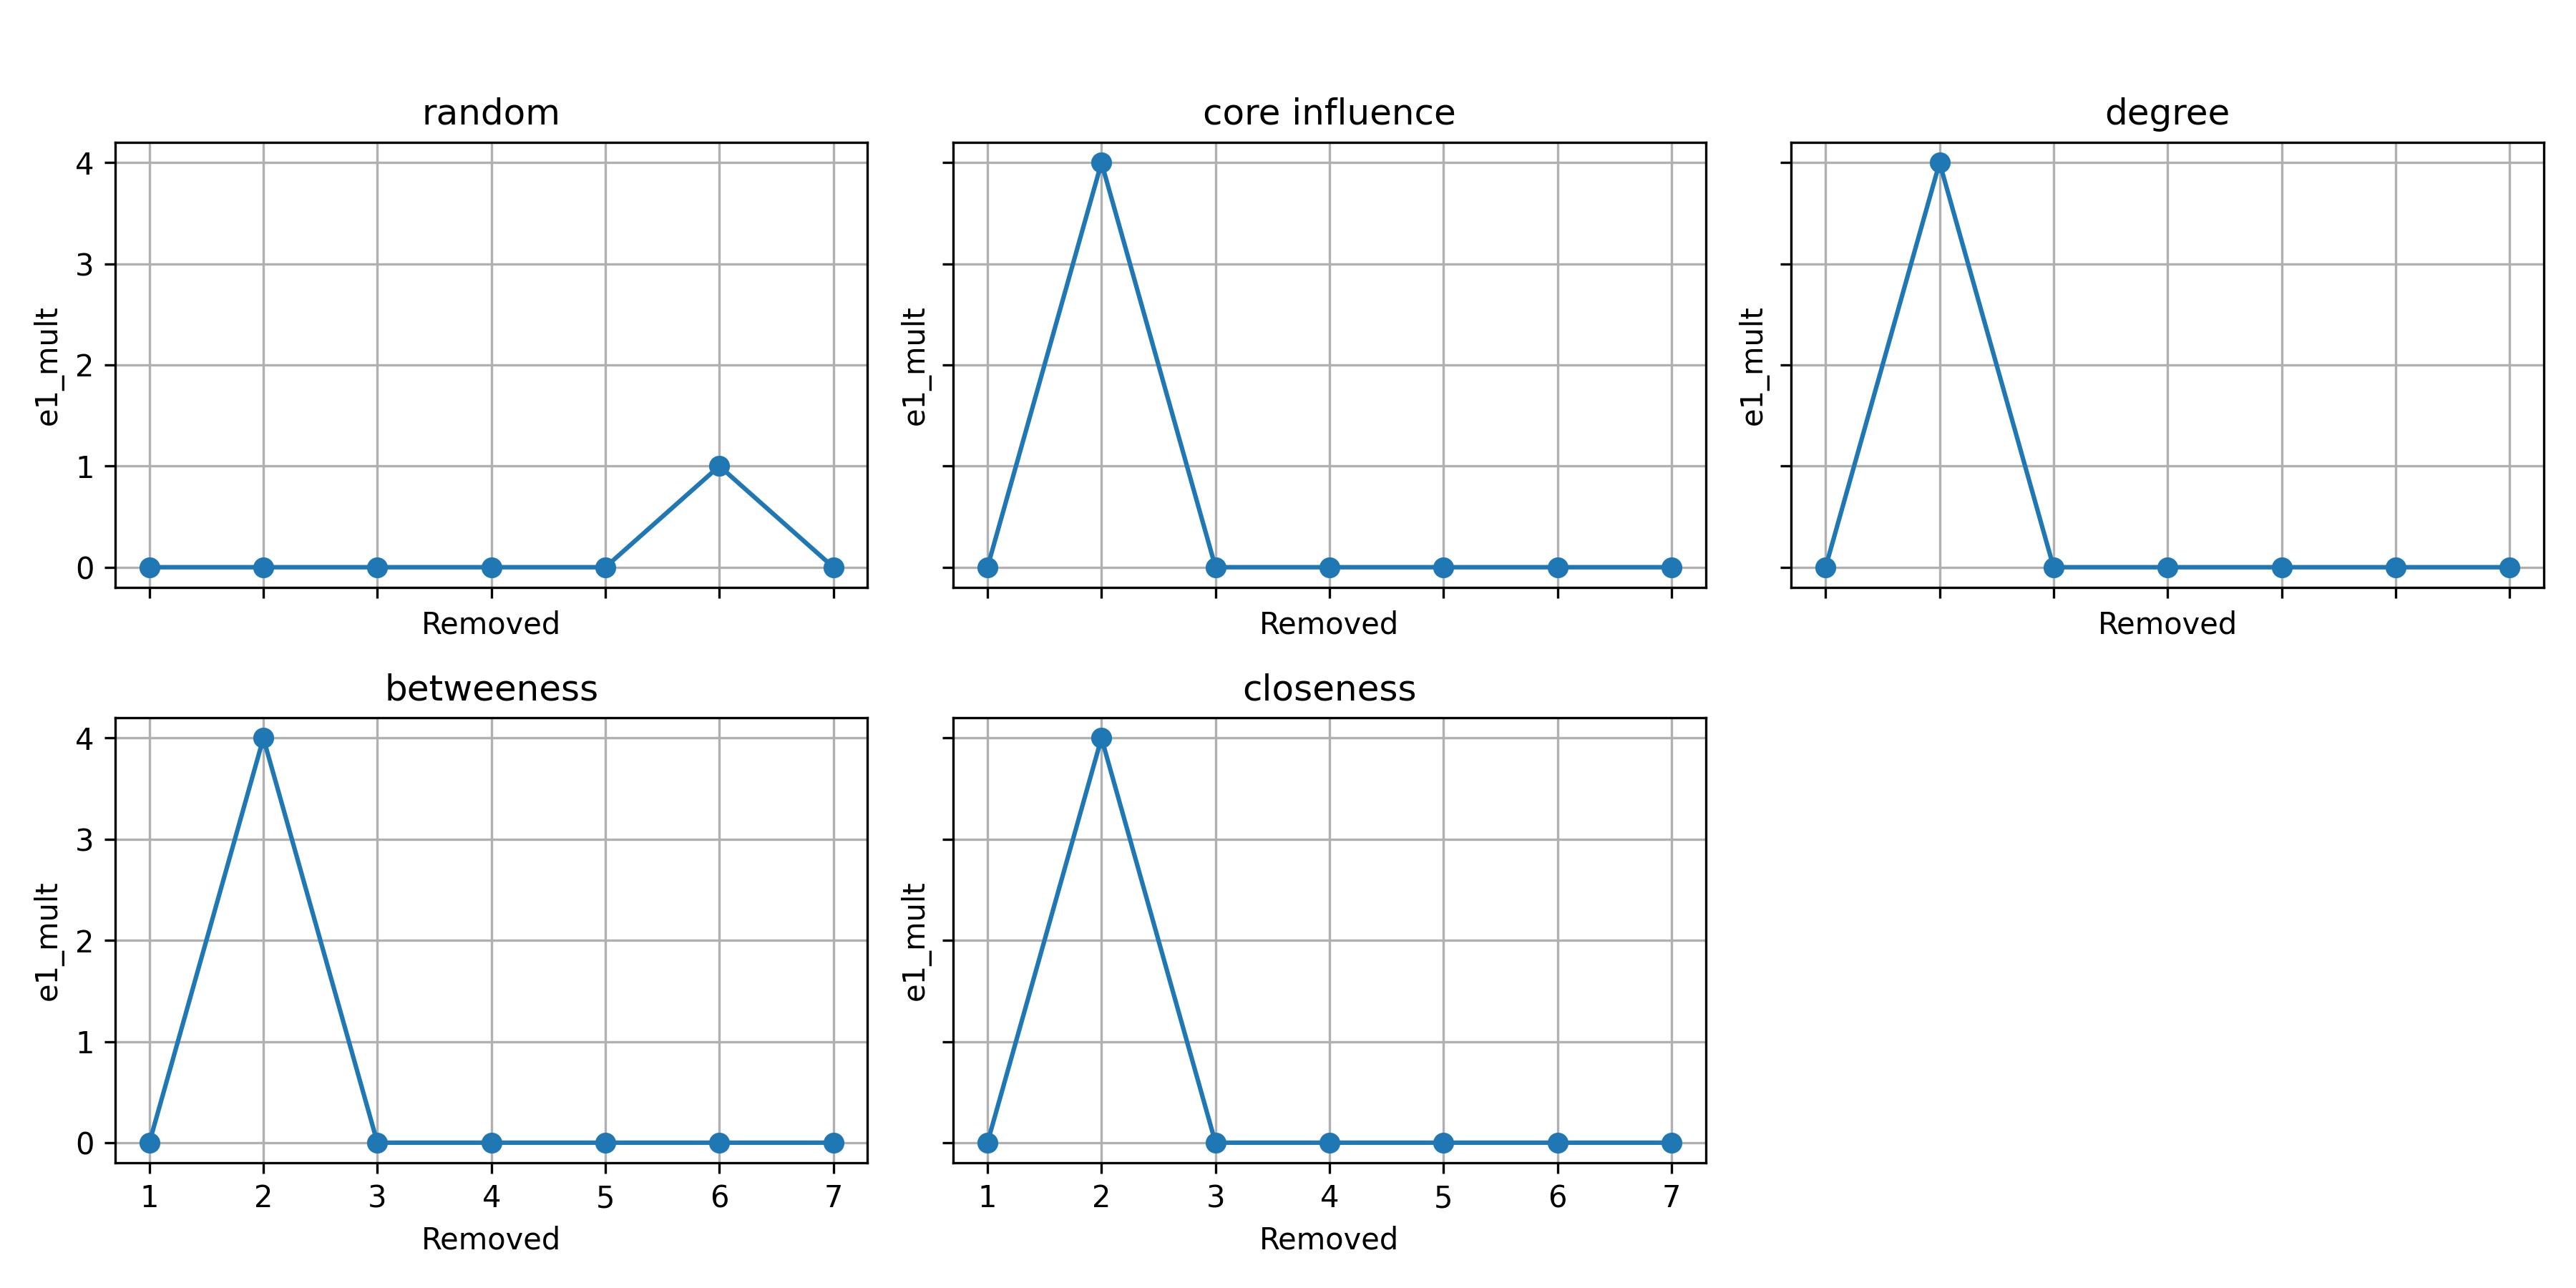 random
4
3
2
1
0
e1_mult
Removed
core influence
e1_mult
Removed
degree
e1_mult
Removed
betweeness
4
3
2
1
0
e1_mult
1 2 3 4 5 6 7
Removed
closeness
e1_mult
1 2 3 4 5 6 7
Removed